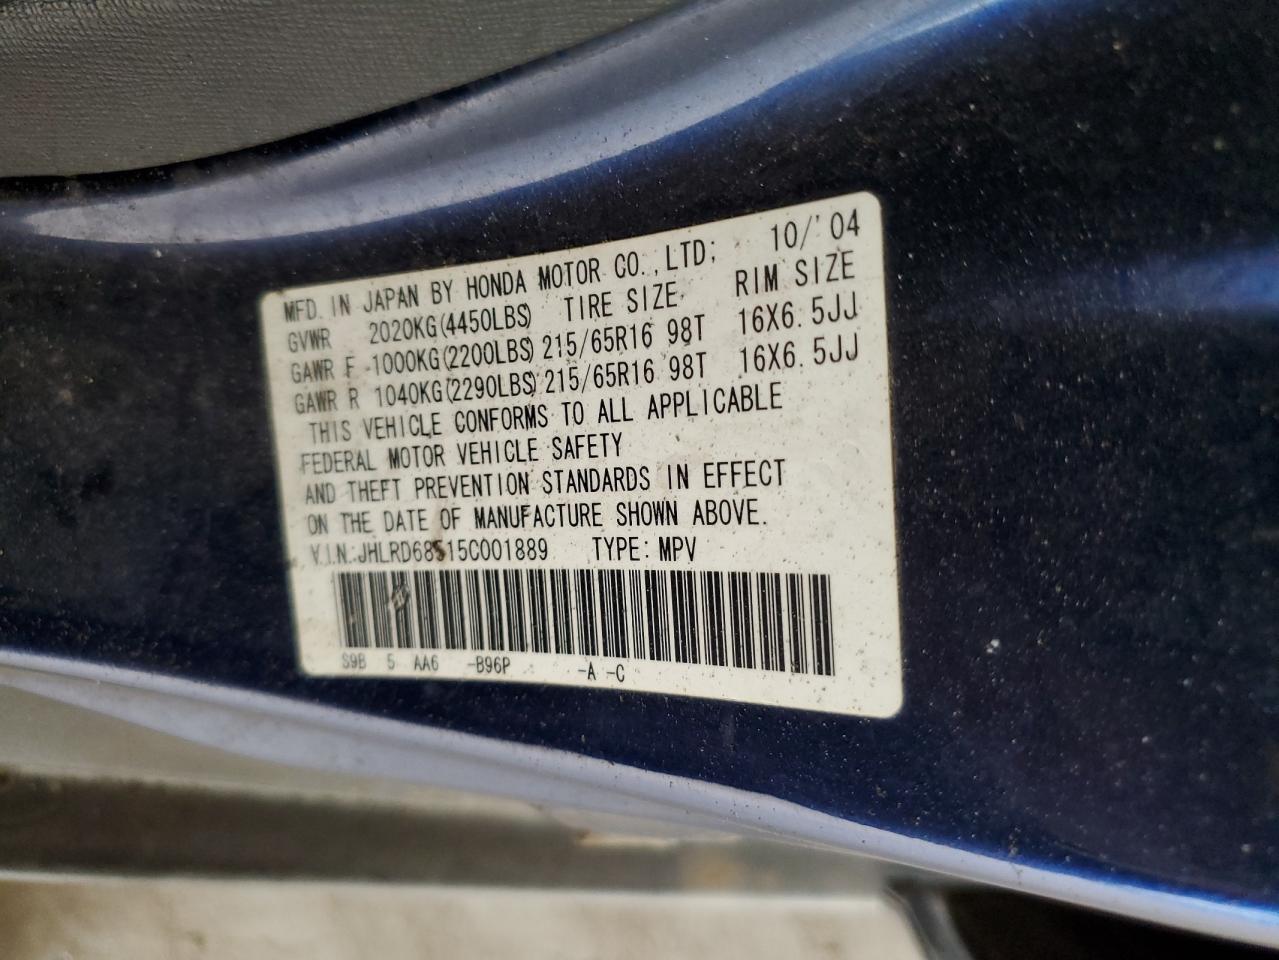 MFD. IN JAPAN BY HONDA MOTOR CO., LTD; 10/'04
GVWR 2020KG(4450LBS) TIRE SIZE RIM SIZE
GAWR F 1000KG(2200LBS) 215/65R16 98T 16X6.5JJ
GAWR R 1040KG(2290LBS) 215/65R16 98T 16X6.5JJ
THIS VEHICLE CONFORMS TO ALL APPLICABLE
FEDERAL MOTOR VEHICLE SAFETY
AND THEFT PREVENTION STANDARDS IN EFFECT
ON THE DATE OF MANUFACTURE SHOWN ABOVE.
V.I.N.:JHLRD68515C001889 TYPE: MPV
S9B 5 AA6 -B96P -A -C